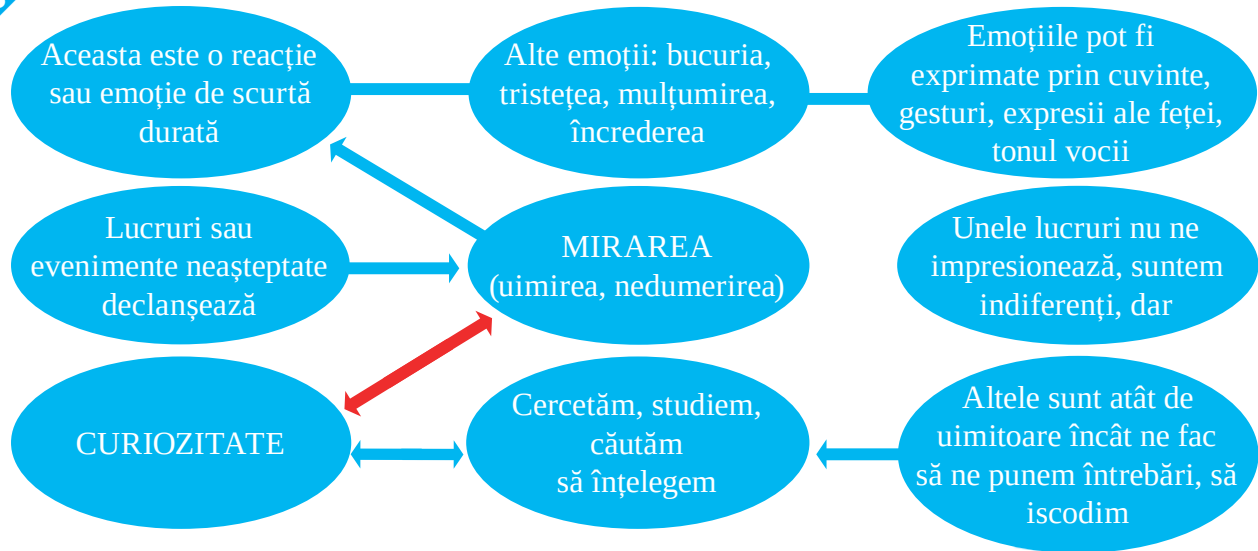 Aceasta este o reacție
sau emoție de scurtă
durată
Alte emoții: bucuria,
tristețea, mulțumirea,
încrederea
Emoțiile pot fi
exprimate prin cuvinte,
gesturi, expresii ale feței,
tonul vocii
Lucruri sau
evenimente neașteptate
declanșează
MIRAREA
(uimirea, nedumerirea)
Unele lucruri nu ne
impresionează, suntem
indiferenți, dar
CURIOZITATE
Cercetăm, studiem,
căutăm
să înțelegem
Altele sunt atât de
uimitoare încât ne fac
să ne punem întrebări, să
iscodim